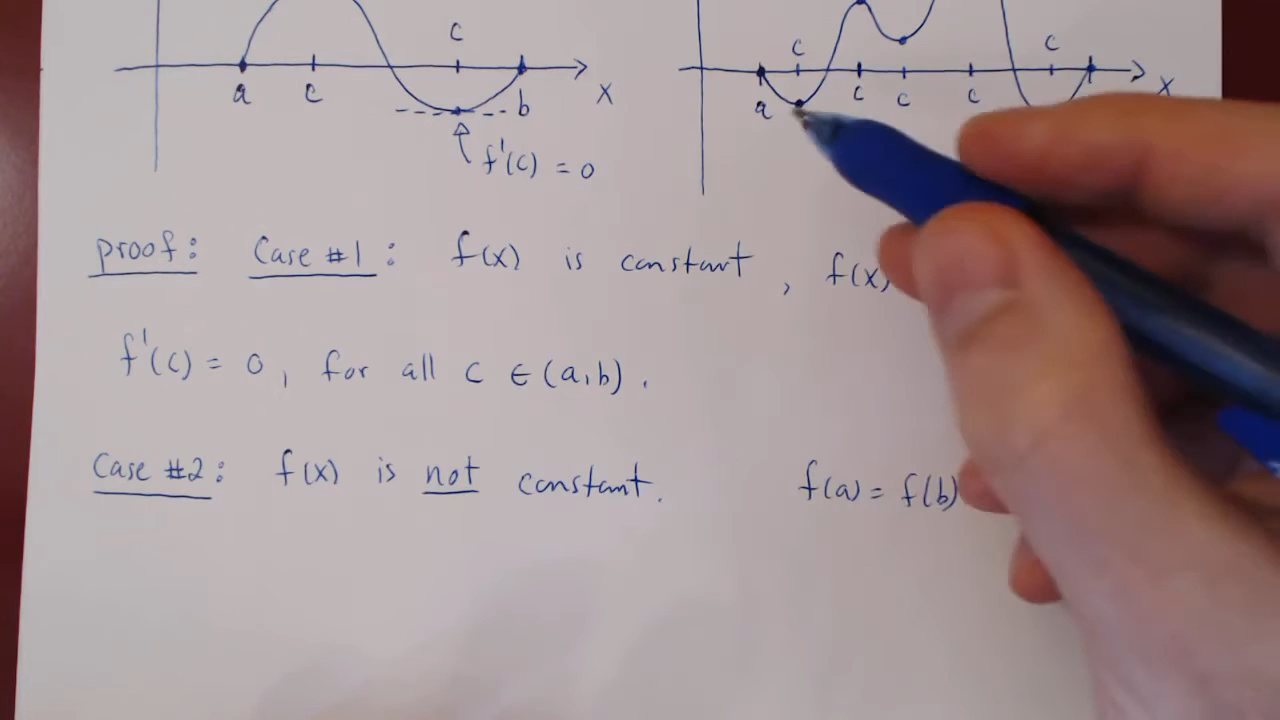 c c
a c b x a c c c x
f'(c) = 0
proof: Case #1: f(x) is constant, f(x)
f'(c) = 0, for all c ∈ (a,b).
Case #2: f(x) is not constant. f(a) = f(b)